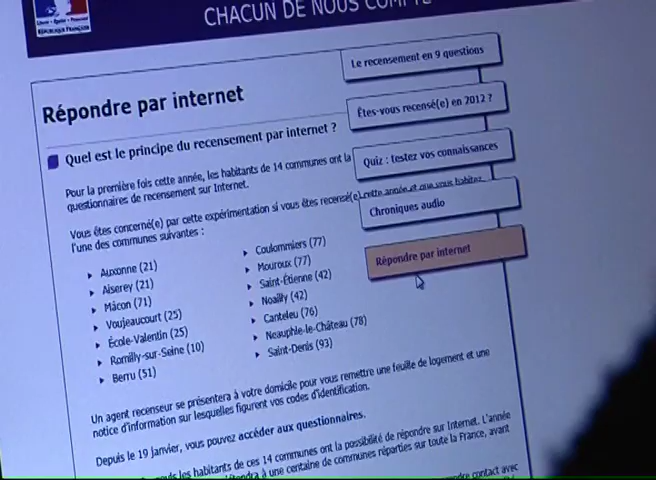 CHACUN DE NOUS COMPTE
Liberté • Égalité • Fraternité
RÉPUBLIQUE FRANÇAISE
Répondre par internet
Quel est le principe du recensement par internet ?
Pour la première fois cette année, les habitants de 14 communes ont la
questionnaires de recensement sur Internet.
Vous êtes concerné(e) par cette expérimentation si vous êtes recensé(e) cette année et que vous habitez
l'une des communes suivantes :
Auxonne (21)
Aiserey (21)
Mâcon (71)
Voujeaucourt (25)
École-Valentin (25)
Romilly-sur-Seine (10)
Berru (51)
Coulommiers (77)
Mouroux (77)
Saint-Étienne (42)
Noailly (42)
Canteleu (76)
Neauphle-le-Château (78)
Saint-Denis (93)
Un agent recenseur se présentera à votre domicile pour vous remettre une feuille de logement et une
notice d'information sur lesquelles figurent vos codes d'identification.
Depuis le 19 janvier, vous pouvez accéder aux questionnaires.
les habitants de ces 14 communes ont la possibilité de répondre sur Internet. L'année
à une centaine de communes réparties sur toute la France, avant
contact avec
Le recensement en 9 questions
Êtes-vous recensé(e) en 2012 ?
Quiz : testez vos connaissances
Chroniques audio
Répondre par internet